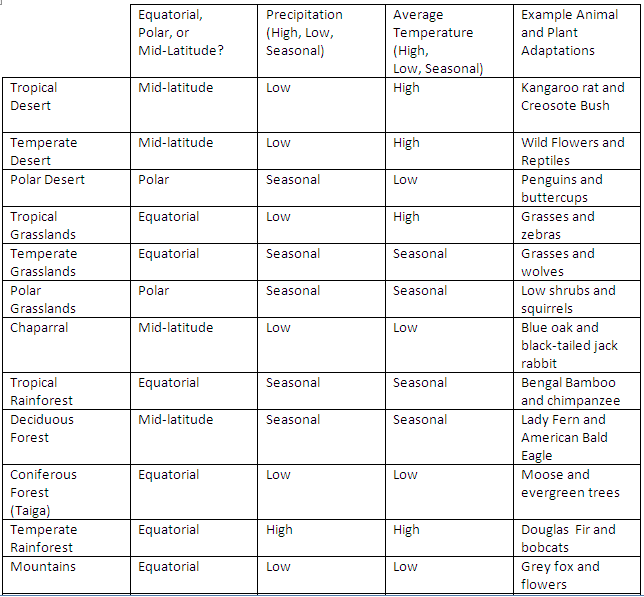 Equatorial,
Polar, or
Mid-Latitude?
Precipitation
(High, Low,
Seasonal)
Average
Temperature
(High,
Low, Seasonal)
Example Animal
and Plant
Adaptations
Tropical
Desert
Mid-latitude
Low
High
Kangaroo rat and
Creosote Bush
Temperate
Desert
Mid-latitude
Low
High
Wild Flowers and
Reptiles
Polar Desert
Polar
Seasonal
Low
Penguins and
buttercups
Tropical
Grasslands
Equatorial
Low
High
Grasses and
zebras
Temperate
Grasslands
Equatorial
Seasonal
Seasonal
Grasses and
wolves
Polar
Grasslands
Polar
Seasonal
Seasonal
Low shrubs and
squirrels
Chaparral
Mid-latitude
Low
Low
Blue oak and
black-tailed jack
rabbit
Tropical
Rainforest
Equatorial
Seasonal
Seasonal
Bengal Bamboo
and chimpanzee
Deciduous
Forest
Mid-latitude
Seasonal
Seasonal
Lady Fern and
American Bald
Eagle
Coniferous
Forest
(Taiga)
Equatorial
Low
Low
Moose and
evergreen trees
Temperate
Rainforest
Equatorial
High
High
Douglas Fir and
bobcats
Mountains
Equatorial
Low
Low
Grey fox and
flowers